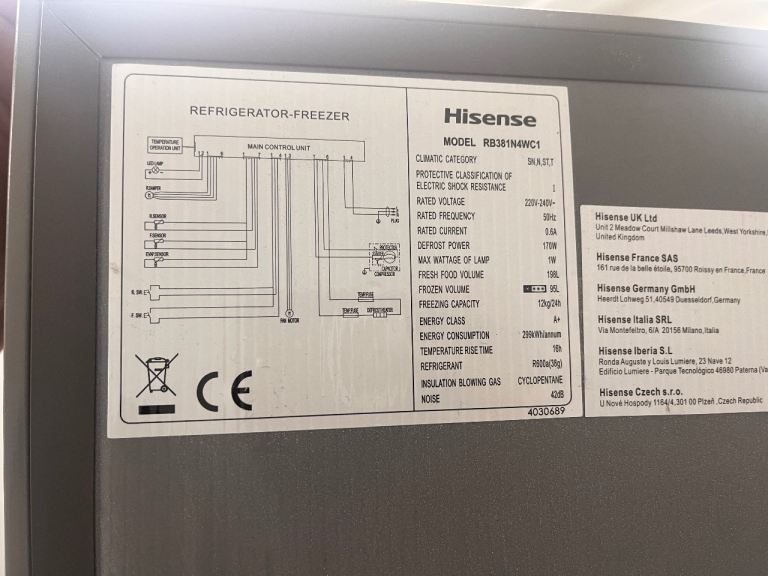 REFRIGERATOR-FREEZER
TEMPERATURE
OPERATION UNIT
MAIN CONTROL UNIT
LED LAMP
R.DAMPER
R.SENSOR
F.SENSOR
EVAP.SENSOR
R. SW.
F. SW.
FAN MOTOR
PLUG
PROTECTOR
CAPACITOR
COMPRESSOR
TEMP.FUSE
TEMP.FUSE
DEFROST HEATER
CE
Hisense
MODEL RB381N4WC1
CLIMATIC CATEGORY SN,N,ST,T
PROTECTIVE CLASSIFICATION OF
ELECTRIC SHOCK RESISTANCE I
RATED VOLTAGE 220V-240V~
RATED FREQUENCY 50Hz
RATED CURRENT 0.6A
DEFROST POWER 170W
MAX WATTAGE OF LAMP 1W
FRESH FOOD VOLUME 198L
FROZEN VOLUME 95L
FREEZING CAPACITY 12kg/24h
ENERGY CLASS A+
ENERGY CONSUMPTION 299kWh/annum
TEMPERATURE RISE TIME 16h
REFRIGERANT R600a(38g)
INSULATION BLOWING GAS CYCLOPENTANE
NOISE 42dB
4030689
Hisense UK Ltd
Unit 2 Meadow Court Millshaw Lane Leeds,West Yorkshire,
United Kingdom
Hisense France SAS
161 rue de la belle étoile, 95700 Roissy en France,France
Hisense Germany GmbH
Heerdt Lohweg 51,40549 Duesseldorf,Germany
Hisense Italia SRL
Via Montefeltro, 6/A 20156 Milano,Italia
Hisense Iberia S.L
Ronda Auguste y Louis Lumiere, 23 Nave 12
Edificio Lumiere - Parque Tecnológico 46980 Paterna (Va
Hisense Czech s.r.o.
U Nové Hospody 1164/4,301 00 Plzeň ,Czech Republic